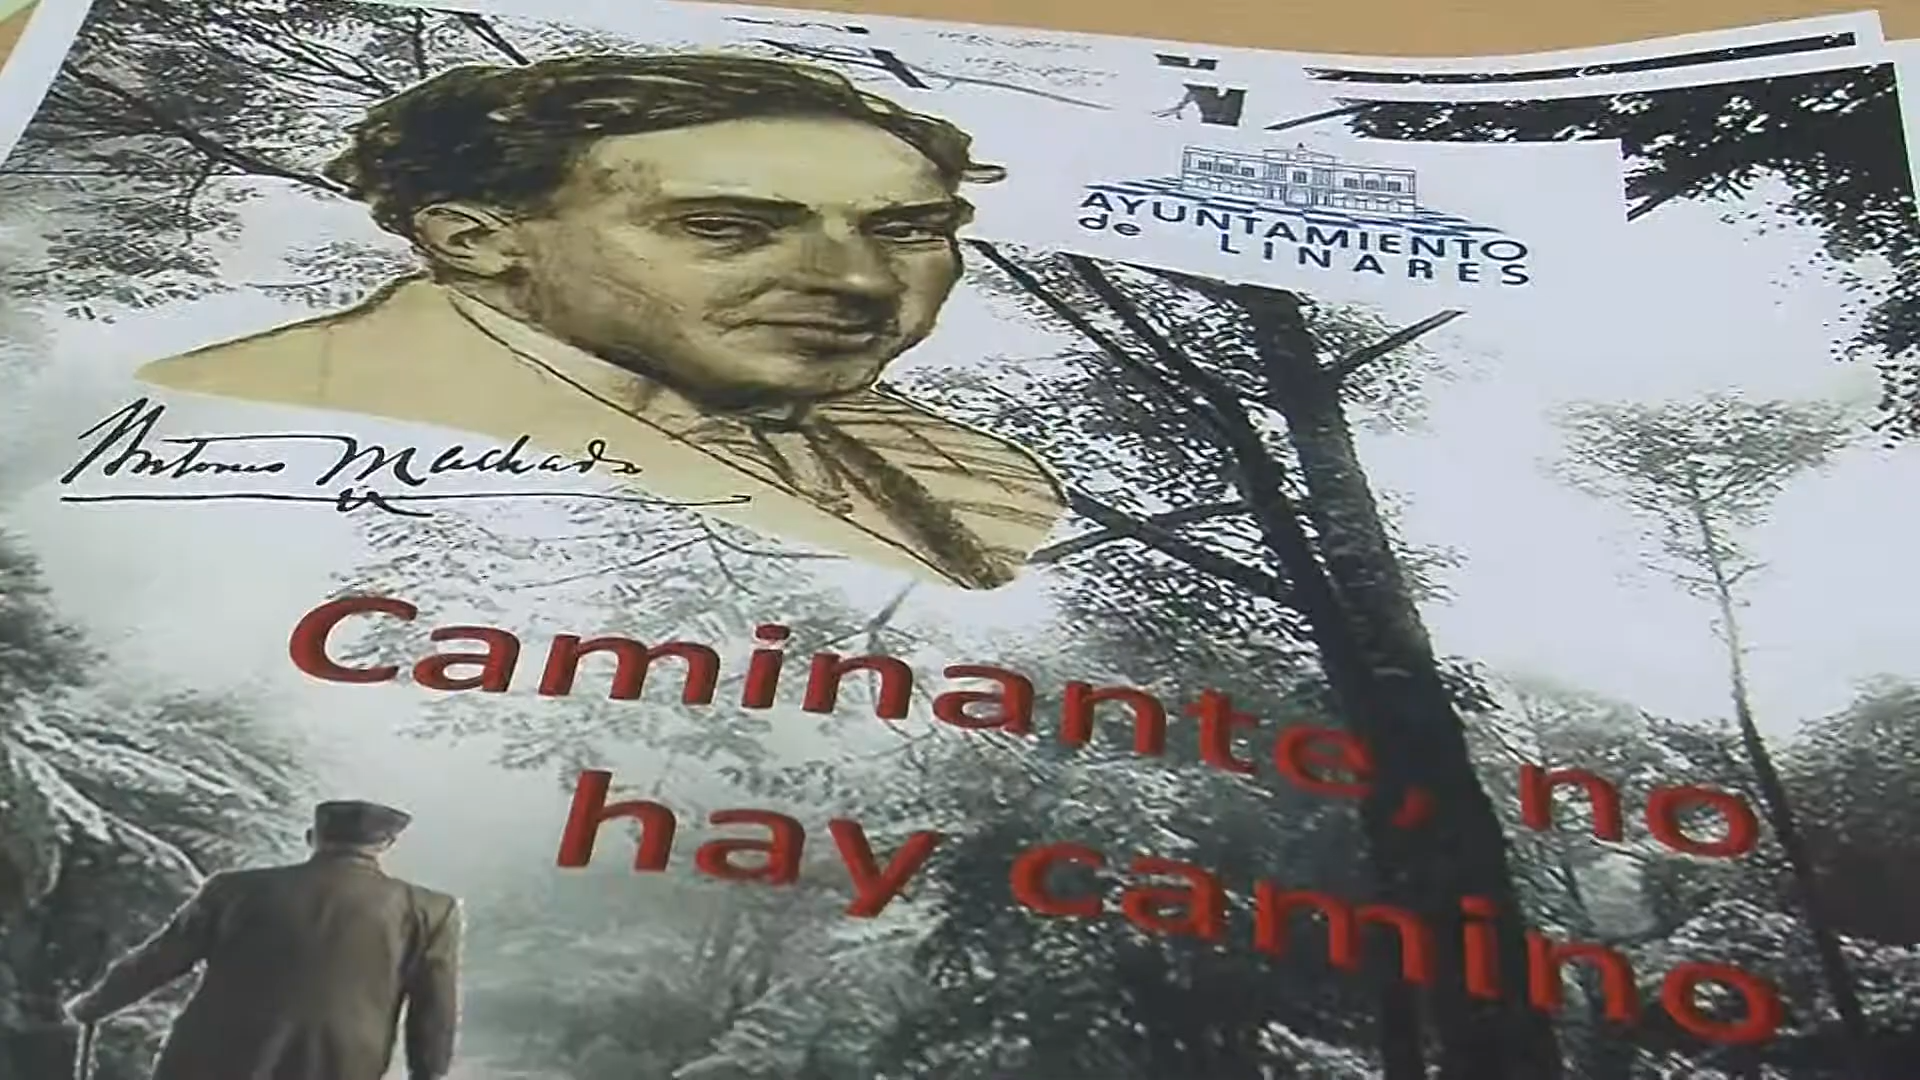 AYUNTAMIENTO
de LINARES
Antonio Machado
Caminante, no
hay camino